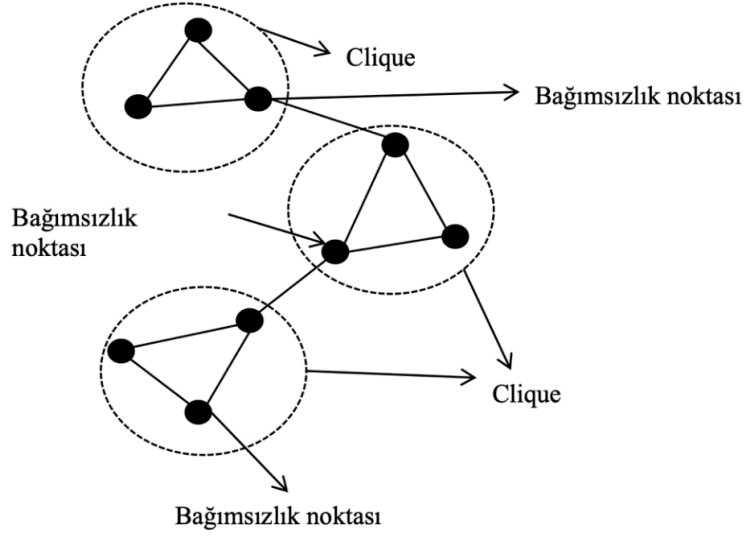 Clique
Bağımsızlık noktası
Bağımsızlık
noktası
Clique
Bağımsızlık noktası